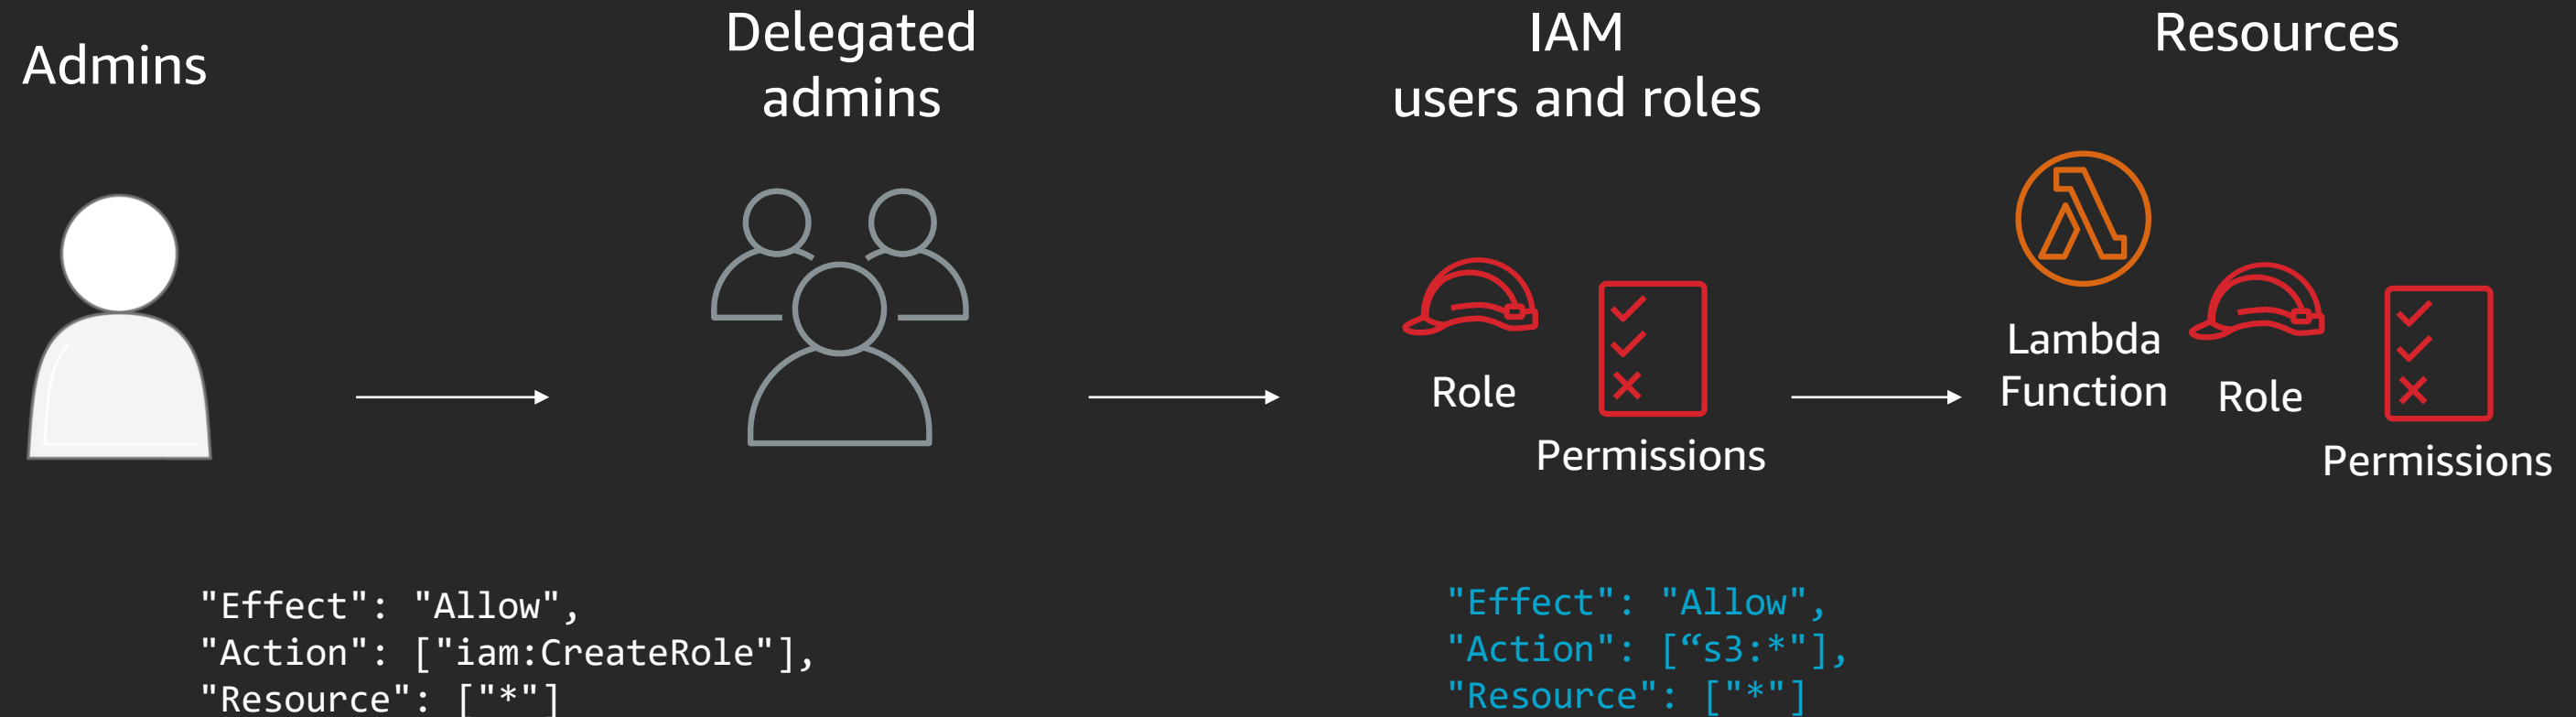 Admins
Delegated
admins
IAM
users and roles
Resources
Role
Permissions
Lambda
Function
Role
Permissions
"Effect": "Allow",
"Action": ["iam:CreateRole"],
"Resource": ["*"]
"Effect": "Allow",
"Action": [“s3:*"],
"Resource": ["*"]